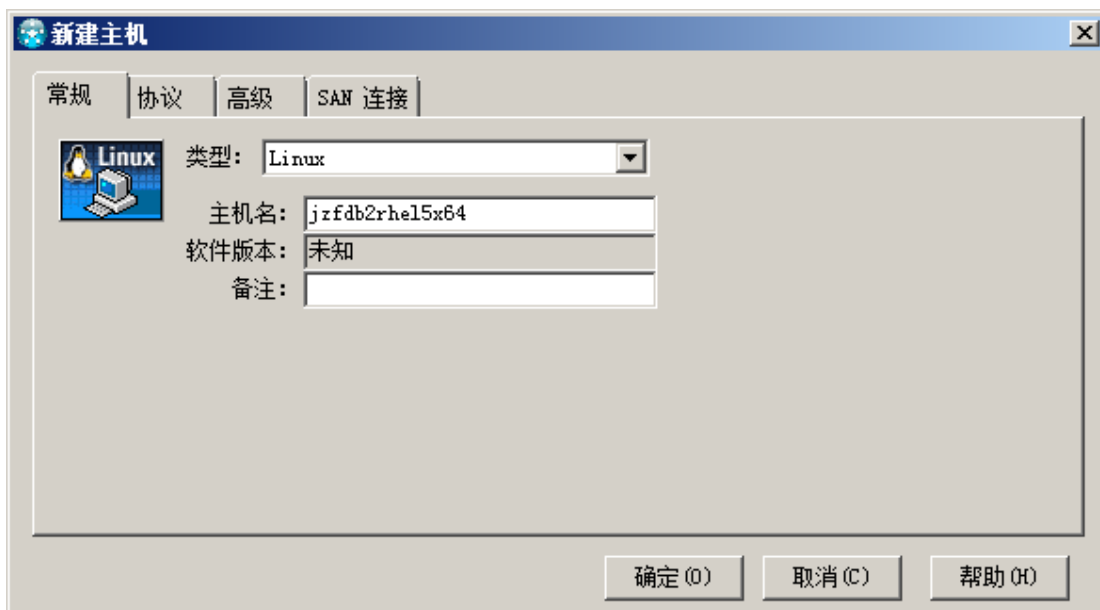 新建主机
常规 协议 高级 SAN 连接
Linux 类型: Linux
主机名: jzfdb2rhel5x64
软件版本: 未知
备注:
确定(O) 取消(C) 帮助(H)